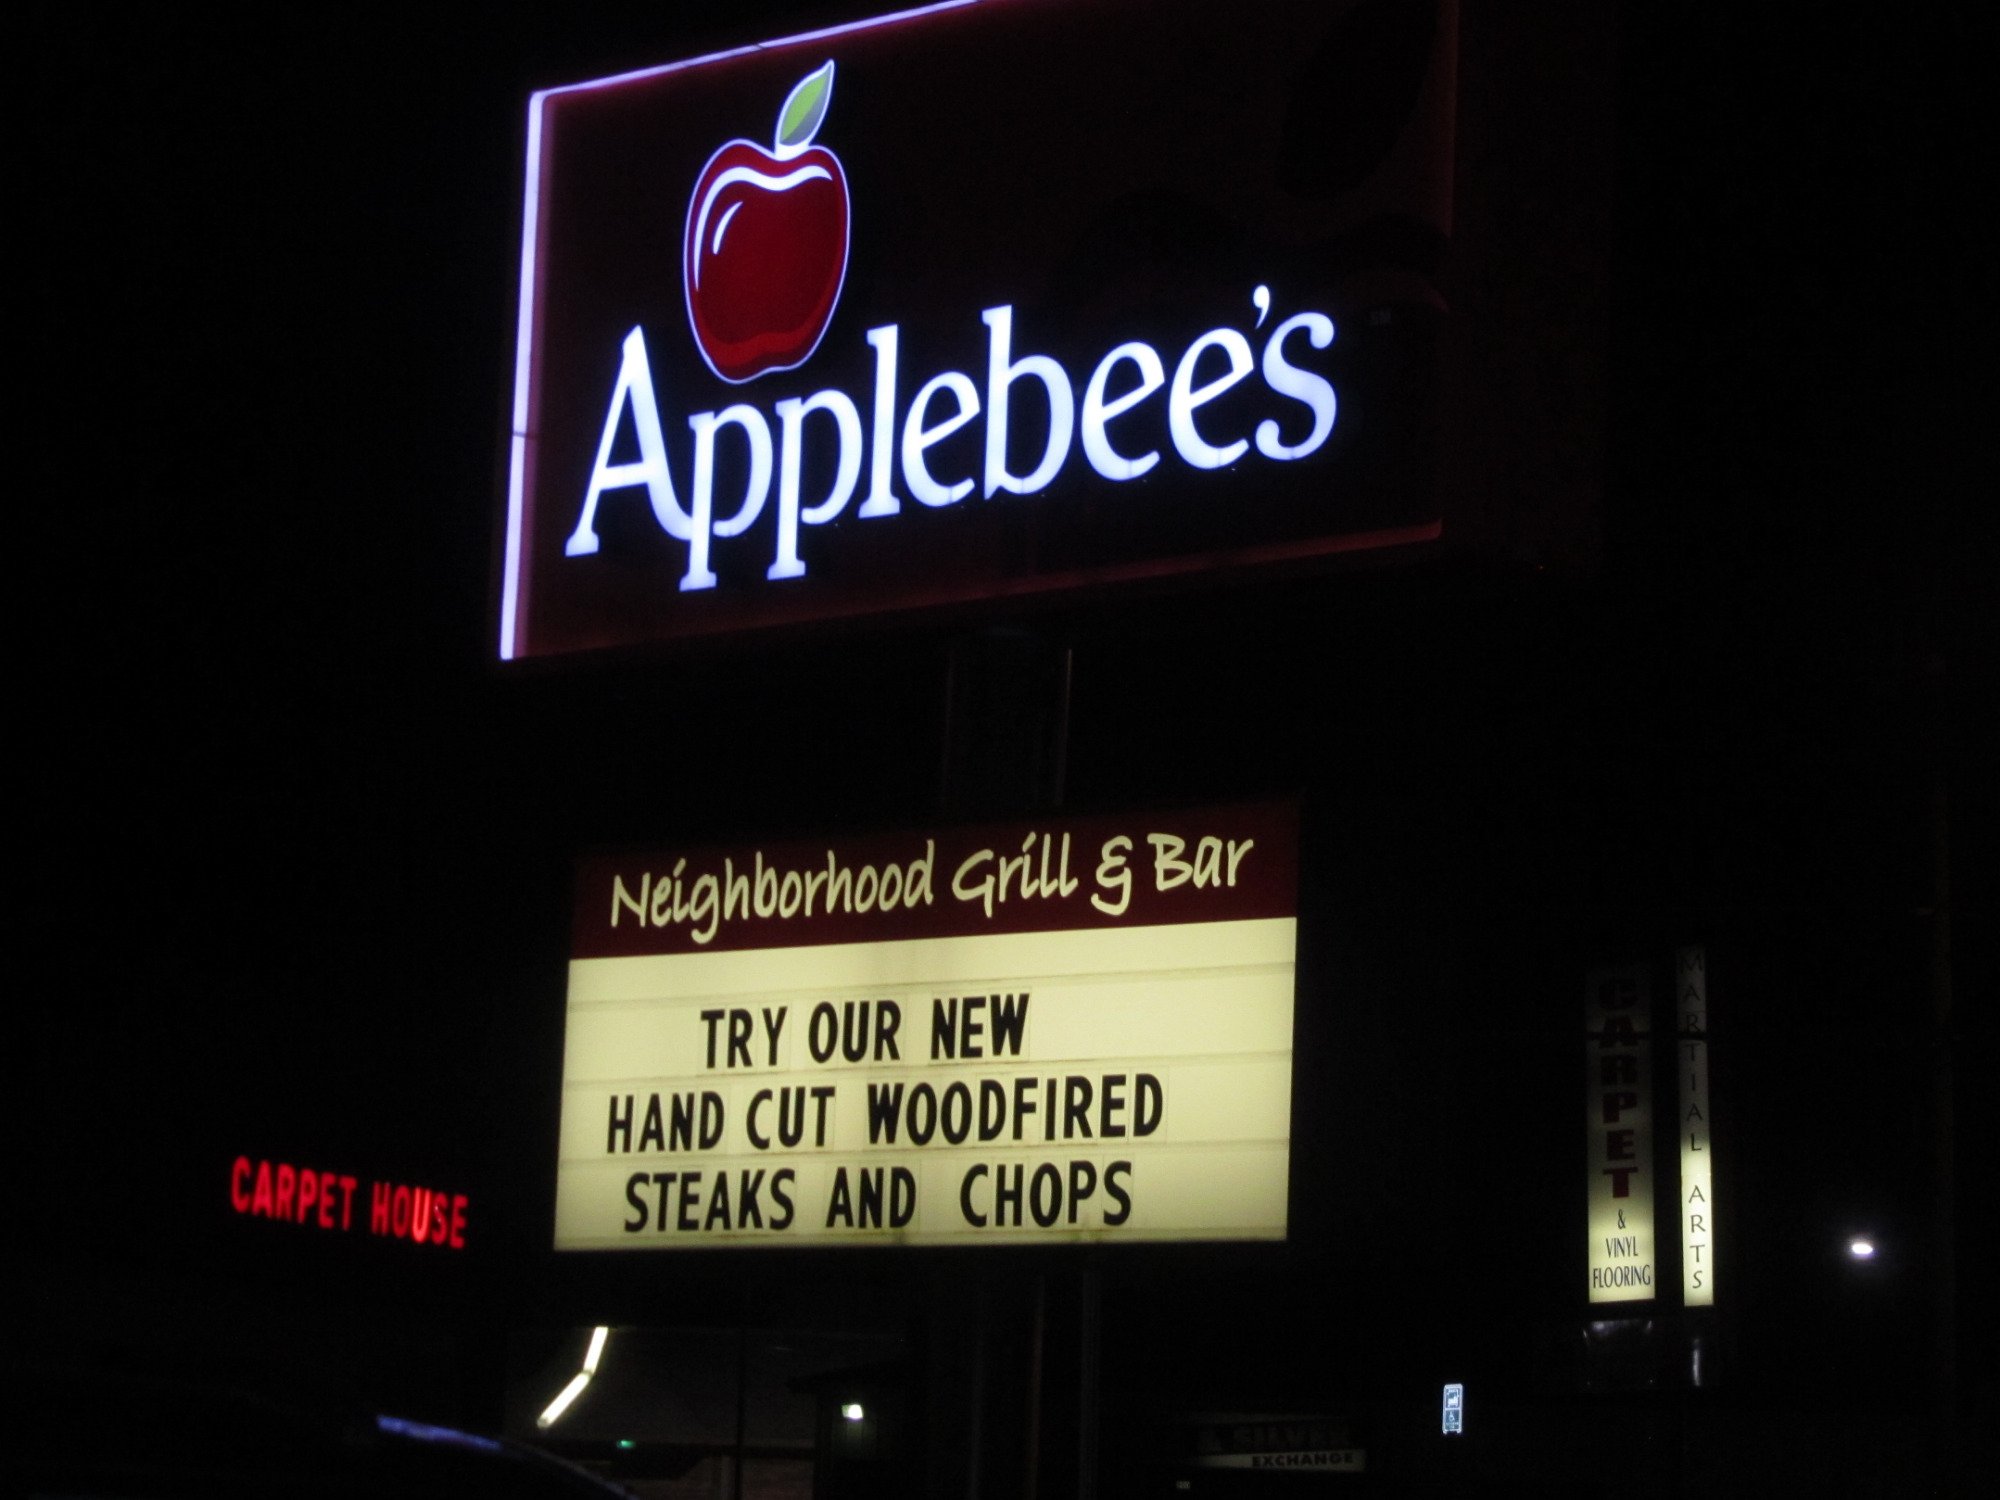 Applebee's
Neighborhood Grill & Bar
TRY OUR NEW
HAND CUT WOODFIRED
STEAKS AND CHOPS
CARPET HOUSE
CARPET
&
VINYL
FLOORING
MARTIAL ARTS
EXCHANGE